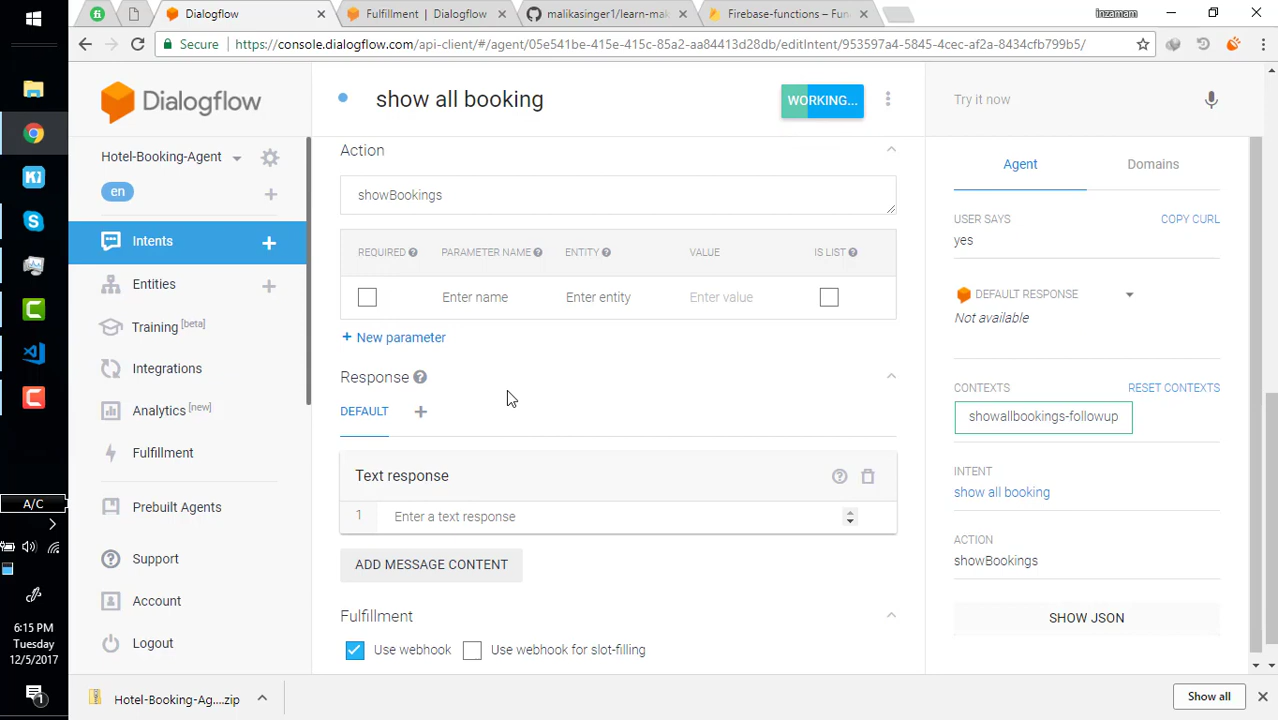 Dialogflow
Fulfillment | Dialogflow
malikasinger1/learn-mak
Firebase-functions – Fun
inzamam
Secure
https://console.dialogflow.com/api-client/#/agent/05e541be-415e-415c-85a2-aa84413d28db/editIntent/953597a4-5845-4cec-af2a-8434cfb799b5/
Dialogflow
show all booking
WORKING...
Try it now
Hotel-Booking-Agent
en
Intents
Entities
Training [beta]
Integrations
Analytics [new]
Fulfillment
Prebuilt Agents
Support
Account
Logout
Action
showBookings
REQUIRED PARAMETER NAME ENTITY VALUE IS LIST
Enter name Enter entity Enter value
+ New parameter
Response
DEFAULT
Text response
1 Enter a text response
ADD MESSAGE CONTENT
Fulfillment
Use webhook Use webhook for slot-filling
Agent Domains
USER SAYS COPY CURL
yes
DEFAULT RESPONSE
Not available
CONTEXTS RESET CONTEXTS
showallbookings-followup
INTENT
show all booking
ACTION
showBookings
SHOW JSON
A/C
6:15 PM
Tuesday
12/5/2017
1
Hotel-Booking-Ag....zip
Show all